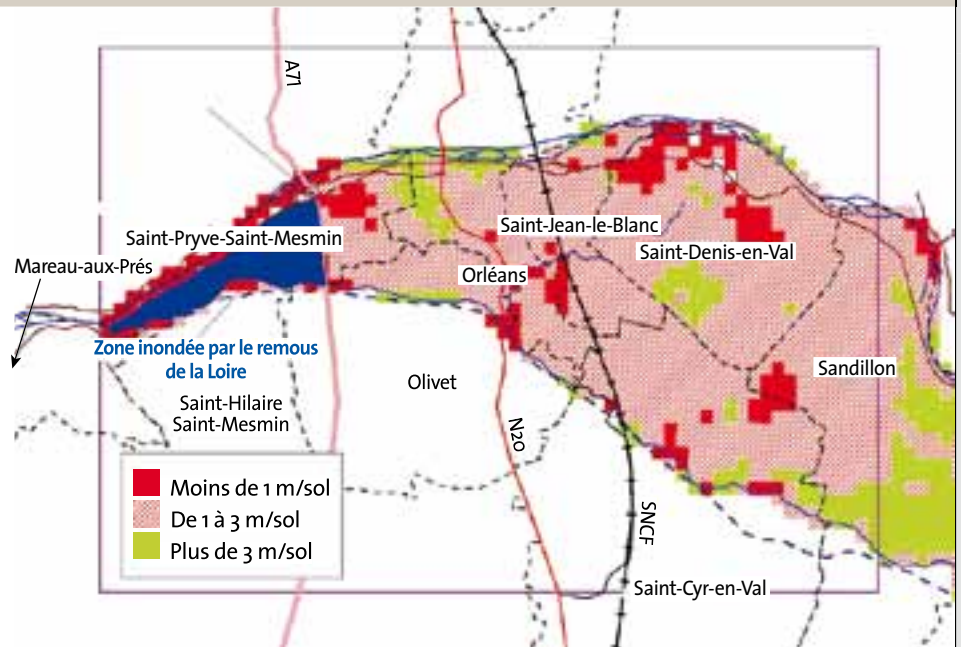 A71
Saint-Jean-le-Blanc
Saint-Pryve-Saint-Mesmin
Saint-Denis-en-Val
Mareau-aux-Prés
Orléans
Zone inondée par le remous
de la Loire
Sandillon
Olivet
Saint-Hilaire
Saint-Mesmin
N20
Moins de 1 m/sol
De 1 à 3 m/sol
Plus de 3 m/sol
SNCF
Saint-Cyr-en-Val